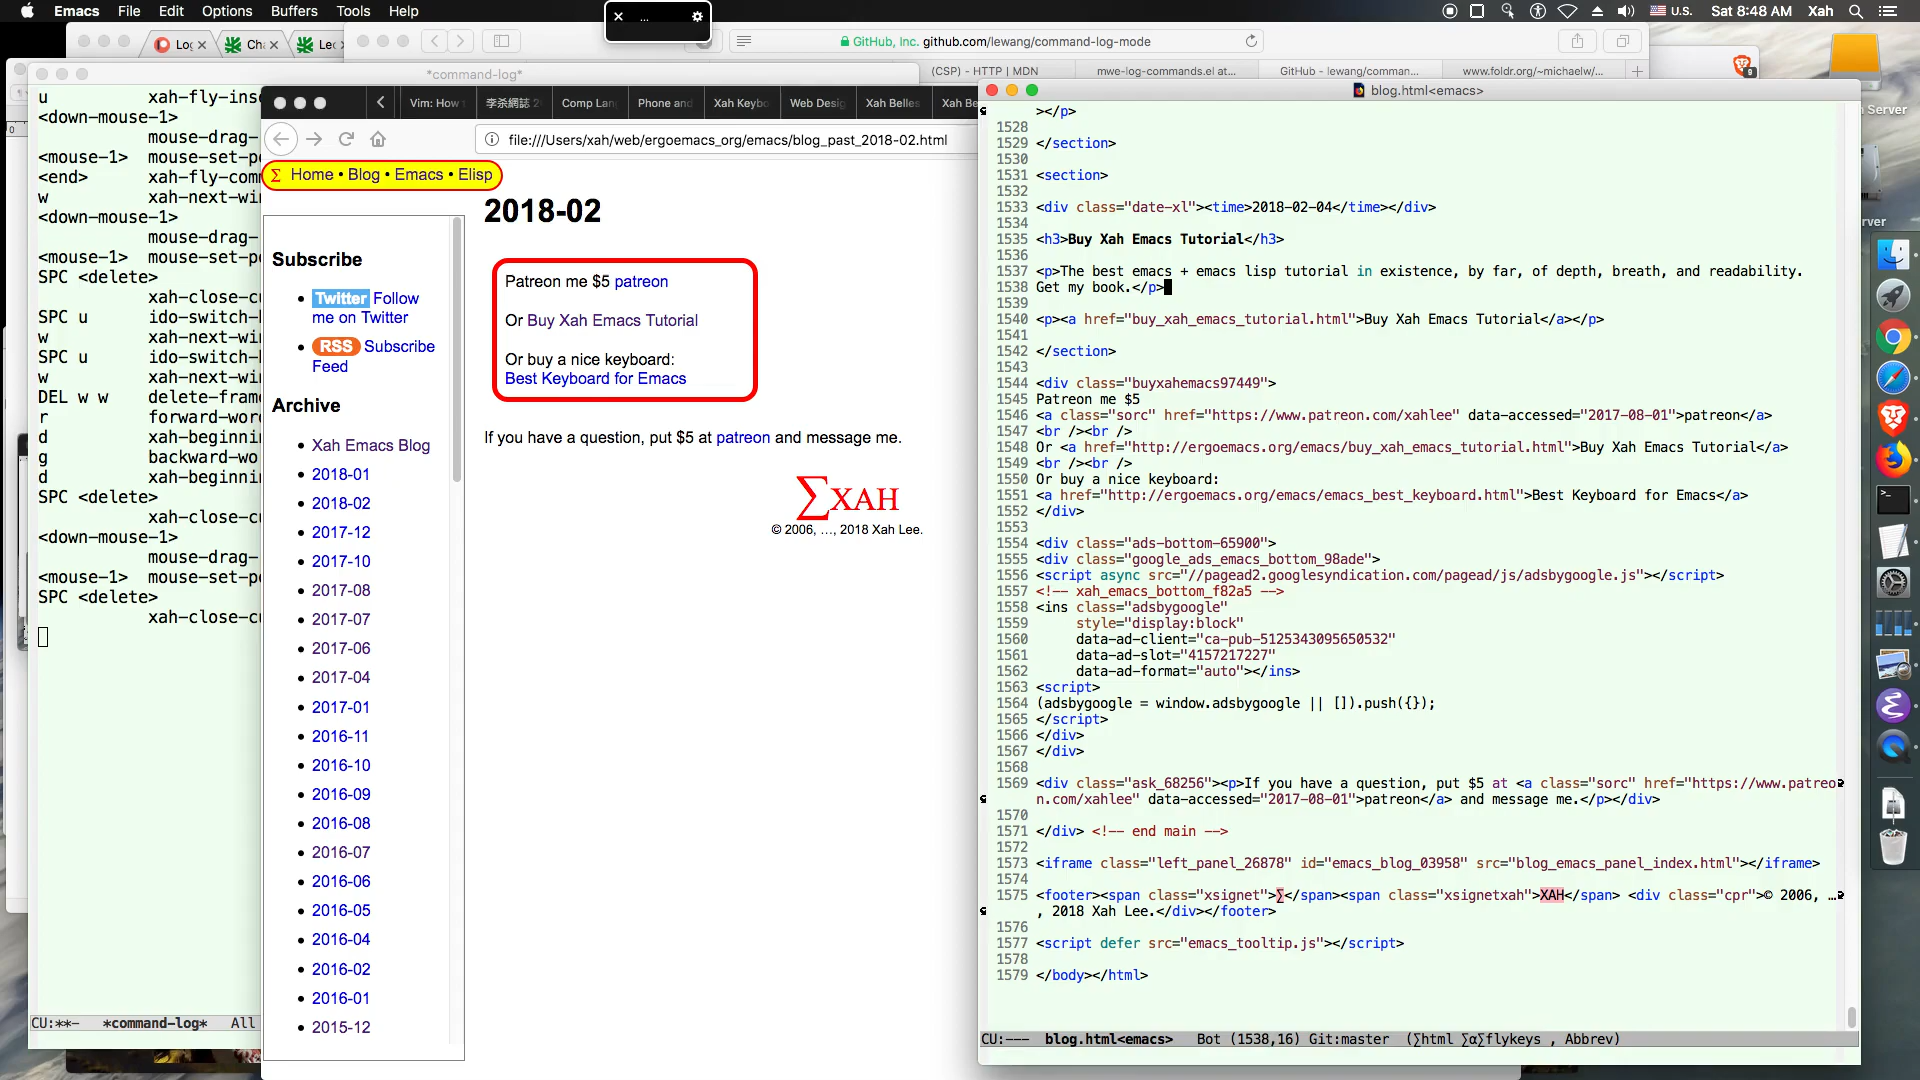 Emacs File Edit Options Buffers Tools Help
U.S. Sat 8:48 AM Xah
GitHub, Inc. github.com/lewang/command-log-mode
(CSP) - HTTP | MDN
mwe-log-commands.el at...
GitHub - lewang/comman...
www.foldr.org/~michaelw/...
*command-log*
u xah-fly-inse
<down-mouse-1>
mouse-drag-
<mouse-1> mouse-set-po
<end> xah-fly-comm
w xah-next-win
<down-mouse-1>
mouse-drag-
<mouse-1> mouse-set-po
SPC <delete>
xah-close-cu
SPC u ido-switch-b
w xah-next-win
SPC u ido-switch-b
w xah-next-win
DEL w w delete-frame
r forward-word
d xah-beginnin
g backward-wo
d xah-beginnin
SPC <delete>
xah-close-cu
<down-mouse-1>
mouse-drag-
<mouse-1> mouse-set-po
SPC <delete>
xah-close-cu
CU:**- *command-log* All
Vim: How
李杀網誌 2
Comp Lan
Phone and
Xah Keybo
Web Desig
Xah Belles
Xah Be
file:///Users/xah/web/ergoemacs_org/emacs/blog_past_2018-02.html
∑ Home • Blog • Emacs • Elisp
Subscribe
Twitter Follow
me on Twitter
RSS Subscribe
Feed
Archive
Xah Emacs Blog
2018-01
2018-02
2017-12
2017-10
2017-08
2017-07
2017-06
2017-04
2017-01
2016-11
2016-10
2016-09
2016-08
2016-07
2016-06
2016-05
2016-04
2016-02
2016-01
2015-12
2018-02
Patreon me $5 patreon
Or Buy Xah Emacs Tutorial
Or buy a nice keyboard:
Best Keyboard for Emacs
If you have a question, put $5 at patreon and message me.
∑XAH
© 2006, …, 2018 Xah Lee.
blog.html<emacs>
></p>
1528
1529 </section>
1530
1531 <section>
1532
1533 <div class="date-xl"><time>2018-02-04</time></div>
1534
1535 <h3>Buy Xah Emacs Tutorial</h3>
1536
1537 <p>The best emacs + emacs lisp tutorial in existence, by far, of depth, breath, and readability.
1538 Get my book.</p>
1539
1540 <p><a href="buy_xah_emacs_tutorial.html">Buy Xah Emacs Tutorial</a></p>
1541
1542 </section>
1543
1544 <div class="buyxahemacs97449">
1545 Patreon me $5
1546 <a class="sorc" href="https://www.patreon.com/xahlee" data-accessed="2017-08-01">patreon</a>
1547 <br /><br />
1548 Or <a href="http://ergoemacs.org/emacs/buy_xah_emacs_tutorial.html">Buy Xah Emacs Tutorial</a>
1549 <br /><br />
1550 Or buy a nice keyboard:
1551 <a href="http://ergoemacs.org/emacs/emacs_best_keyboard.html">Best Keyboard for Emacs</a>
1552 </div>
1553
1554 <div class="ads-bottom-65900">
1555 <div class="google_ads_emacs_bottom_98ade">
1556 <script async src="//pagead2.googlesyndication.com/pagead/js/adsbygoogle.js"></script>
1557 <!-- xah_emacs_bottom_f82a5 -->
1558 <ins class="adsbygoogle"
1559 style="display:block"
1560 data-ad-client="ca-pub-5125343095650532"
1561 data-ad-slot="4157217227"
1562 data-ad-format="auto"></ins>
1563 <script>
1564 (adsbygoogle = window.adsbygoogle || []).push({});
1565 </script>
1566 </div>
1567 </div>
1568
1569 <div class="ask_68256"><p>If you have a question, put $5 at <a class="sorc" href="https://www.patreo
n.com/xahlee" data-accessed="2017-08-01">patreon</a> and message me.</p></div>
1570
1571 </div> <!-- end main -->
1572
1573 <iframe class="left_panel_26878" id="emacs_blog_03958" src="blog_emacs_panel_index.html"></iframe>
1574
1575 <footer><span class="xsignet">∑</span><span class="xsignetxah">XAH</span> <div class="cpr">© 2006, …
, 2018 Xah Lee.</div></footer>
1576
1577 <script defer src="emacs_tooltip.js"></script>
1578
1579 </body></html>
CU:--- blog.html<emacs> Bot (1538,16) Git:master (∑html ∑α∑flykeys , Abbrev)